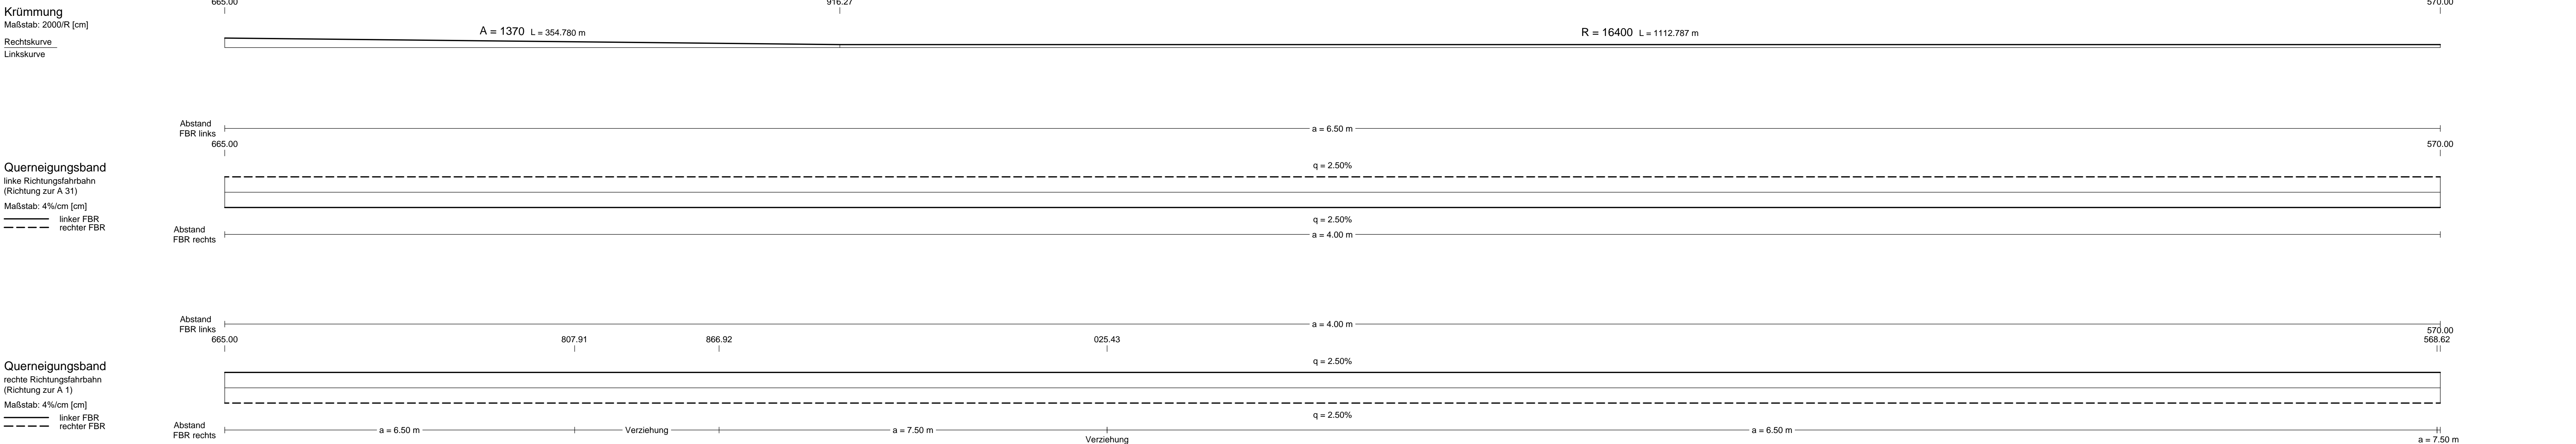 665.00 916.27 570.00
Krümmung
Maßstab: 2000/R [cm]
A = 1370 L = 354.780 m R = 16400 L = 1112.787 m
Rechtskurve
Linkskurve
Abstand
FBR links
a = 6.50 m
665.00 570.00
Querneigungsband
q = 2.50%
linke Richtungsfahrbahn
(Richtung zur A 31)
Maßstab: 4%/cm [cm]
linker FBR
rechter FBR
q = 2.50%
Abstand
FBR rechts
a = 4.00 m
Abstand
FBR links
a = 4.00 m
570.00
665.00 807.91 866.92 025.43 568.62
Querneigungsband
q = 2.50%
rechte Richtungsfahrbahn
(Richtung zur A 1)
Maßstab: 4%/cm [cm]
linker FBR
rechter FBR
q = 2.50%
Abstand
FBR rechts
a = 6.50 m Verziehung a = 7.50 m a = 6.50 m
Verziehung a = 7.50 m